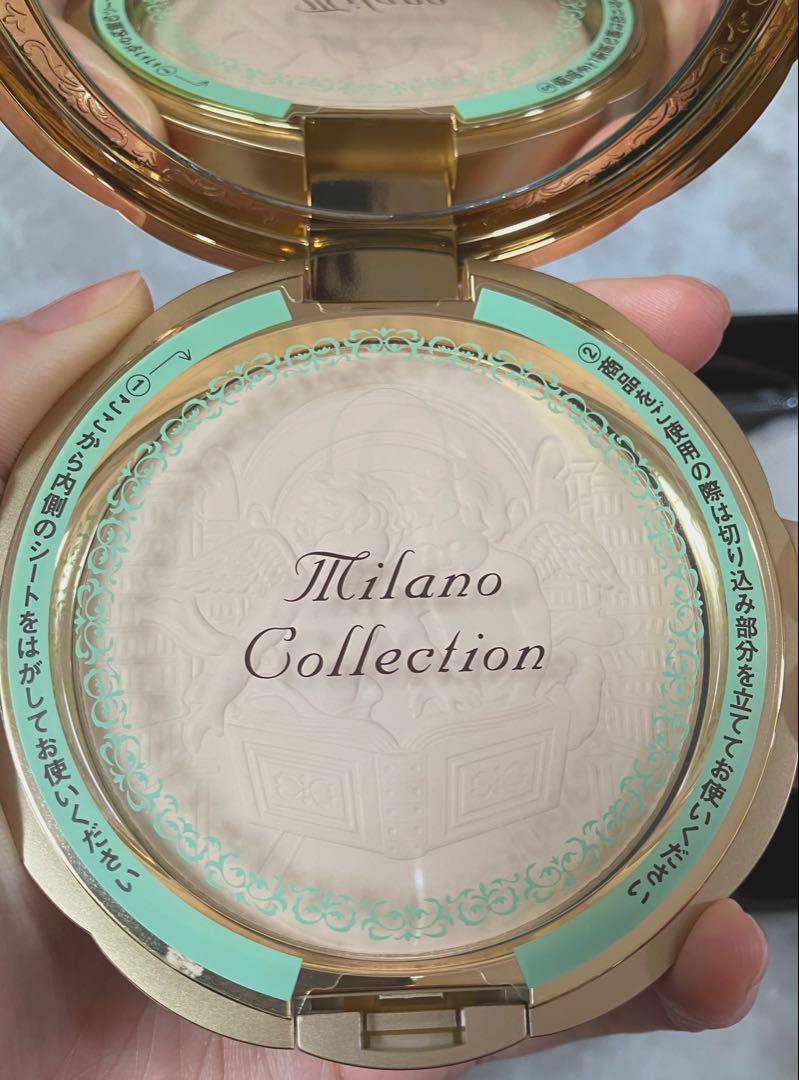 Milano
Collection
①ここから内側のシートをはがしてお使いください
②商品をご使用の際は切り込み部分を立ててお使いください